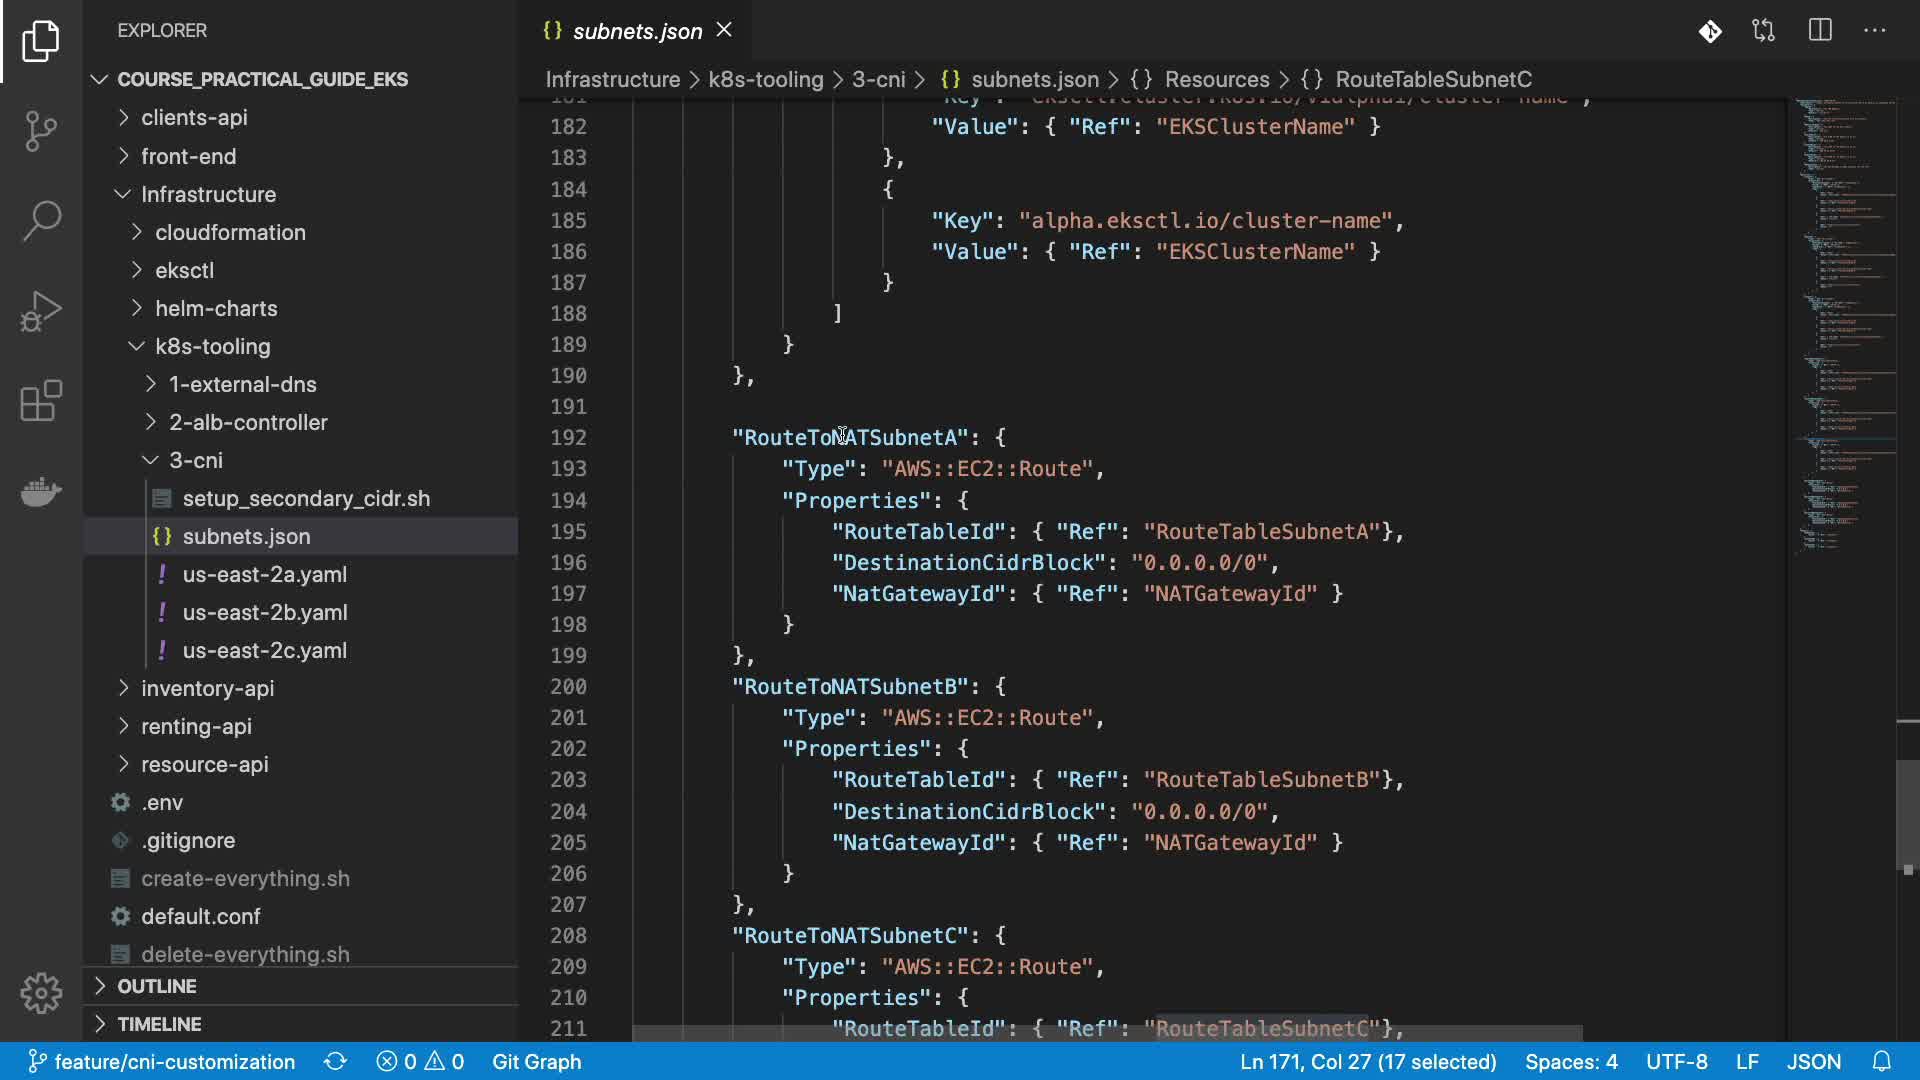 EXPLORER
COURSE_PRACTICAL_GUIDE_EKS
clients-api
front-end
Infrastructure
cloudformation
eksctl
helm-charts
k8s-tooling
1-external-dns
2-alb-controller
3-cni
setup_secondary_cidr.sh
{} subnets.json
! us-east-2a.yaml
! us-east-2b.yaml
! us-east-2c.yaml
inventory-api
renting-api
resource-api
.env
.gitignore
create-everything.sh
default.conf
delete-everything.sh
OUTLINE
TIMELINE
{} subnets.json
Infrastructure > k8s-tooling > 3-cni > {} subnets.json > {} Resources > {} RouteTableSubnetC
182 "Value": { "Ref": "EKSClusterName" }
183 },
184 {
185 "Key": "alpha.eksctl.io/cluster-name",
186 "Value": { "Ref": "EKSClusterName" }
187 }
188 ]
189 }
190 },
191
192 "RouteToNATSubnetA": {
193 "Type": "AWS::EC2::Route",
194 "Properties": {
195 "RouteTableId": { "Ref": "RouteTableSubnetA"},
196 "DestinationCidrBlock": "0.0.0.0/0",
197 "NatGatewayId": { "Ref": "NATGatewayId" }
198 }
199 },
200 "RouteToNATSubnetB": {
201 "Type": "AWS::EC2::Route",
202 "Properties": {
203 "RouteTableId": { "Ref": "RouteTableSubnetB"},
204 "DestinationCidrBlock": "0.0.0.0/0",
205 "NatGatewayId": { "Ref": "NATGatewayId" }
206 }
207 },
208 "RouteToNATSubnetC": {
209 "Type": "AWS::EC2::Route",
210 "Properties": {
211 "RouteTableId": { "Ref": "RouteTableSubnetC"},
feature/cni-customization 0 0 Git Graph Ln 171, Col 27 (17 selected) Spaces: 4 UTF-8 LF JSON